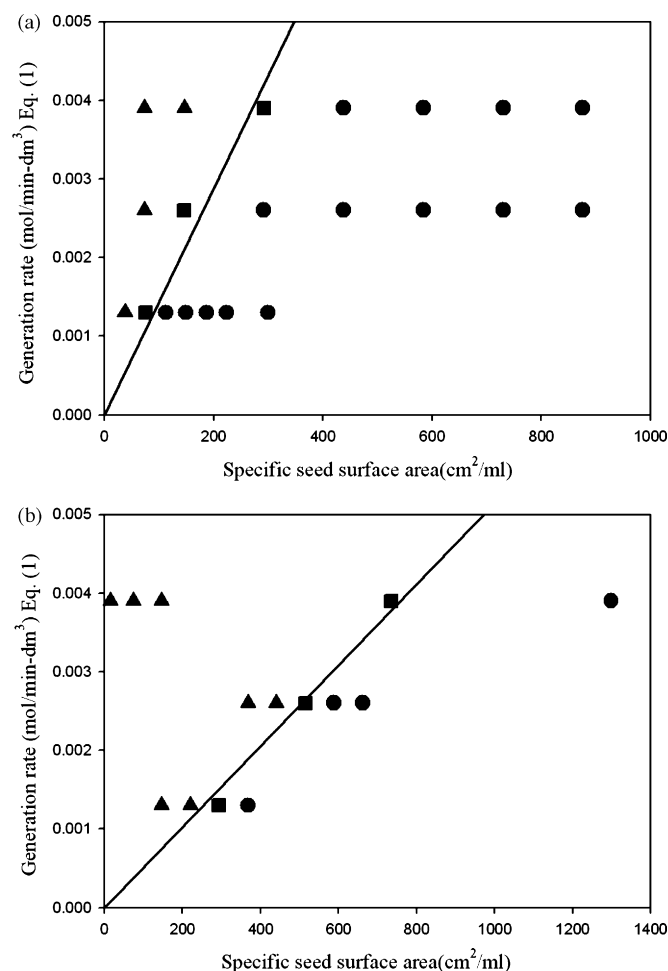 (a)
0.005
0.004
0.003
0.002
0.001
0.000
Generation rate (mol/min-dm³) Eq. (1)
0 200 400 600 800 1000
Specific seed surface area(cm²/ml)
(b)
0.005
0.004
0.003
0.002
0.001
0.000
Generation rate (mol/min-dm³) Eq. (1)
0 200 400 600 800 1000 1200 1400
Specific seed surface area(cm²/ml)